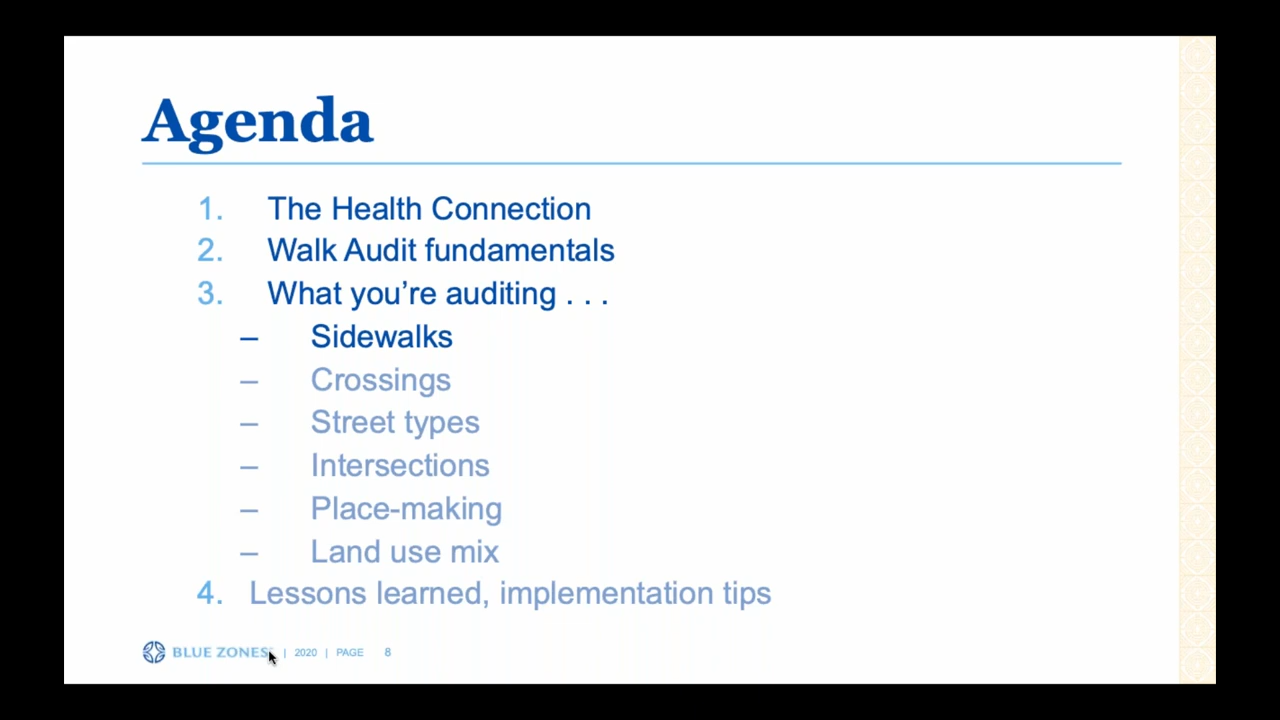 Agenda
1. The Health Connection
2. Walk Audit fundamentals
3. What you’re auditing . . .
– Sidewalks
– Crossings
– Street types
– Intersections
– Place-making
– Land use mix
4. Lessons learned, implementation tips
BLUE ZONES | 2020 | PAGE 8